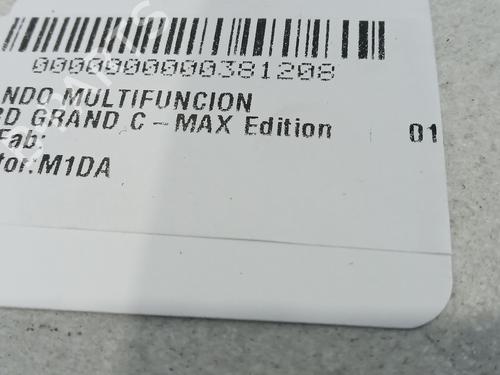 0000000000381208
NDO MULTIFUNCION
RD GRAND C-MAX Edition 01
Fab:
tor:M1DA